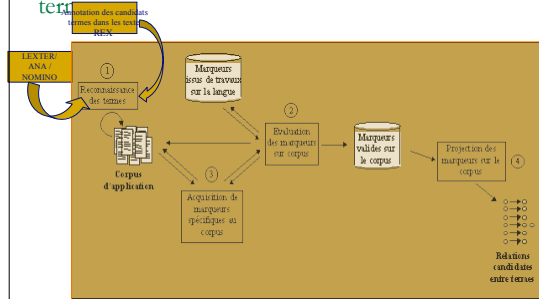 term
Annotation des candidats
termes dans les textes
REX
LEXTER/
ANA /
NOMINO
1
Reconnaissance
des termes
Marqueurs
issus de travaux
sur la langue
2
Evaluation
des marqueurs
sur corpus
Marqueurs
valides sur
le corpus
Projection des
marqueurs sur le
corpus
4
Corpus
d'application
3
Acquisition de
marqueurs
spécifiques au
corpus
Relations
candidates
entre termes